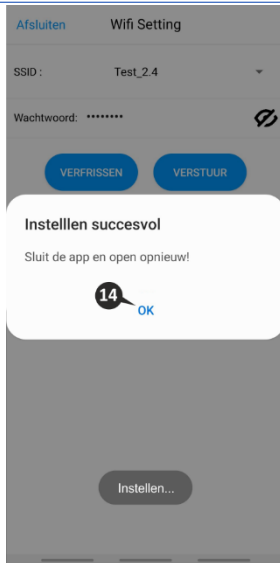 Afsluiten Wifi Setting
SSID : Test_2.4
Wachtwoord: ••••••••
VERFRISSEN VERSTUUR
Instelllen succesvol
Sluit de app en open opnieuw!
14
OK
Instellen...